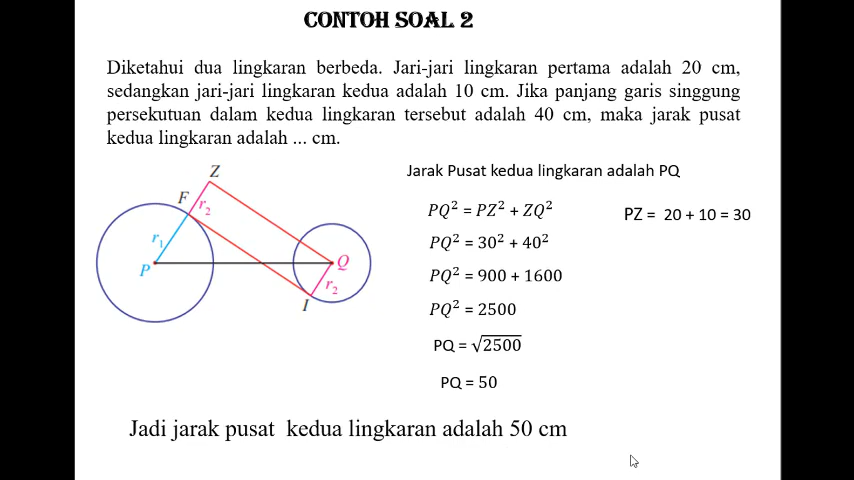 CONTOH SOAL 2
Diketahui dua lingkaran berbeda. Jari-jari lingkaran pertama adalah 20 cm,
sedangkan jari-jari lingkaran kedua adalah 10 cm. Jika panjang garis singgung
persekutuan dalam kedua lingkaran tersebut adalah 40 cm, maka jarak pusat
kedua lingkaran adalah ... cm.
Z
F
r₂
r₁
P
Q
r₂
I
Jarak Pusat kedua lingkaran adalah PQ
PQ² = PZ² + ZQ²
PZ = 20 + 10 = 30
PQ² = 30² + 40²
PQ² = 900 + 1600
PQ² = 2500
PQ = √2500
PQ = 50
Jadi jarak pusat kedua lingkaran adalah 50 cm